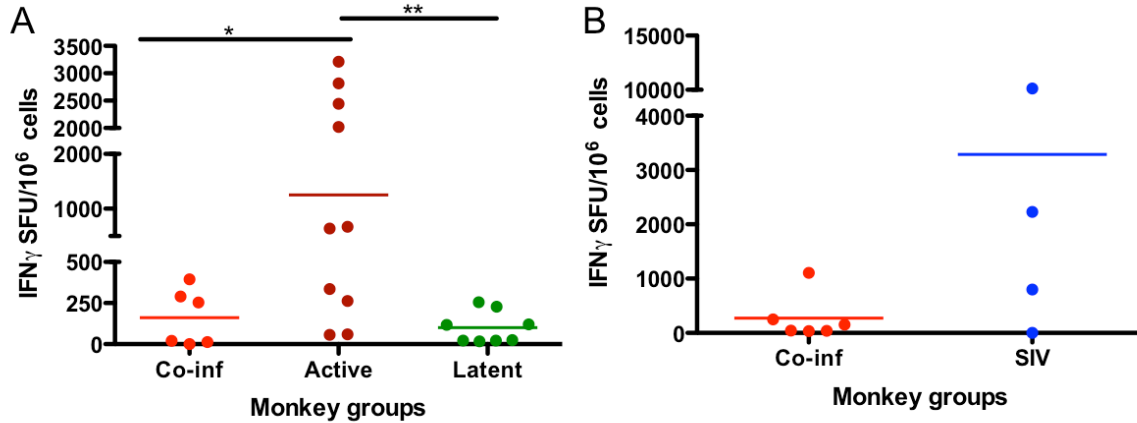 A
*
**
IFNγ SFU/10⁶ cells
3500
3000
2500
2000
2000
1000
500
250
0
Co-inf Active Latent
Monkey groups
B
IFNγ SFU/10⁶ cells
15000
10000
4000
3000
2000
1000
0
Co-inf SIV
Monkey groups